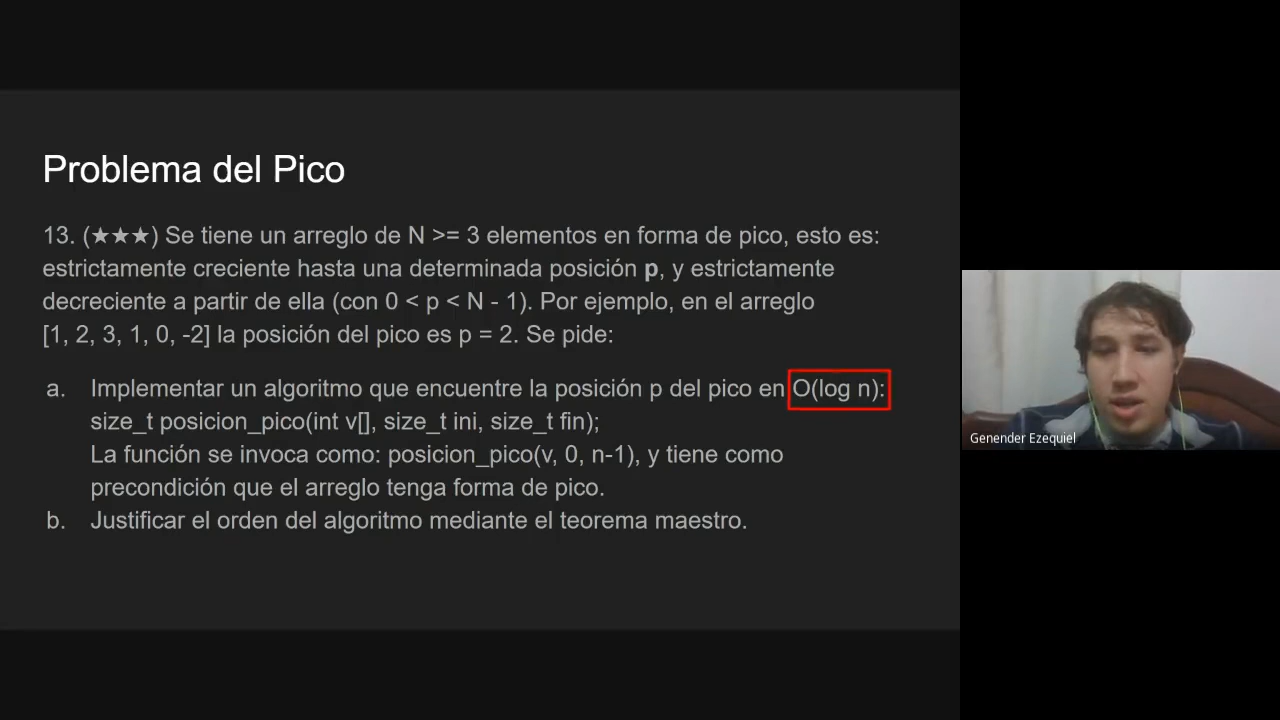 Problema del Pico
13. (★★★) Se tiene un arreglo de N >= 3 elementos en forma de pico, esto es:
estrictamente creciente hasta una determinada posición p, y estrictamente
decreciente a partir de ella (con 0 < p < N - 1). Por ejemplo, en el arreglo
[1, 2, 3, 1, 0, -2] la posición del pico es p = 2. Se pide:
a. Implementar un algoritmo que encuentre la posición p del pico en O(log n):
size_t posicion_pico(int v[], size_t ini, size_t fin);
La función se invoca como: posicion_pico(v, 0, n-1), y tiene como
precondición que el arreglo tenga forma de pico.
b. Justificar el orden del algoritmo mediante el teorema maestro.
Genender Ezequiel